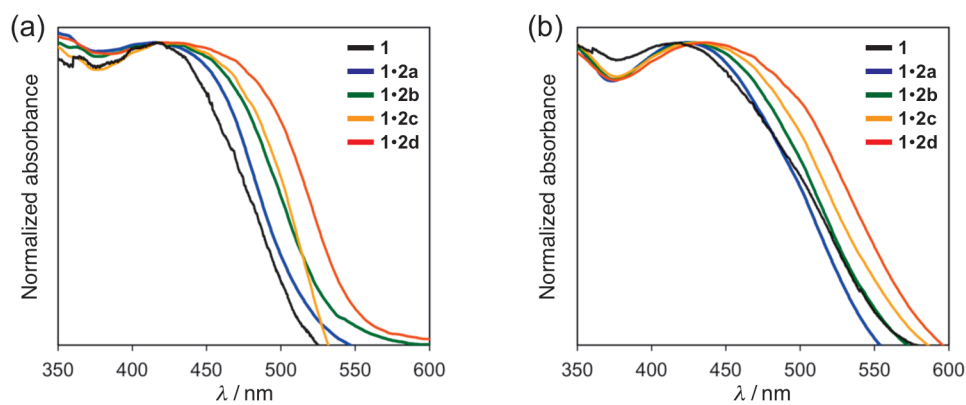 (a)
Normalized absorbance
1
1•2a
1•2b
1•2c
1•2d
350 400 450 500 550 600
λ / nm
(b)
Normalized absorbance
1
1•2a
1•2b
1•2c
1•2d
350 400 450 500 550 600
λ / nm